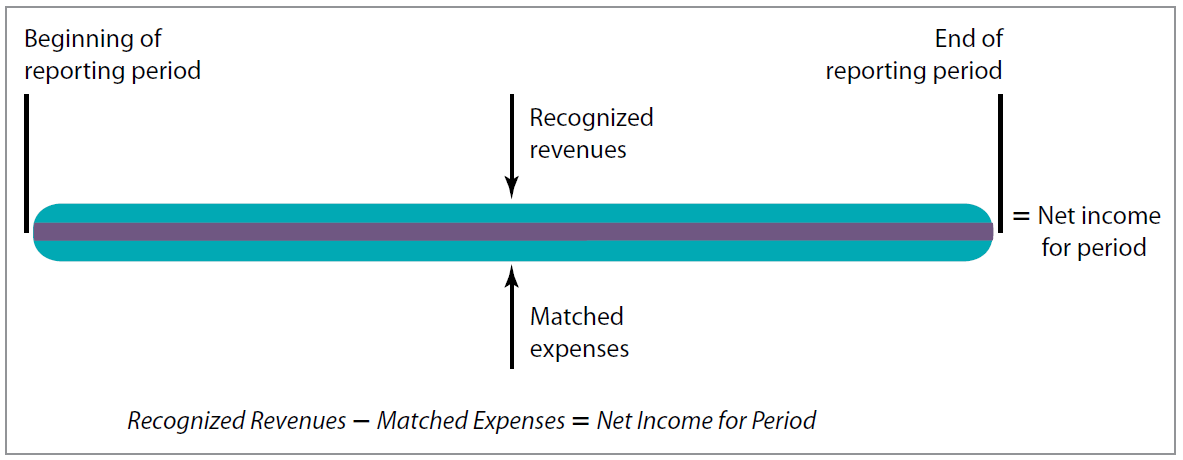 Beginning of
reporting period
End of
reporting period
Recognized
revenues
= Net income
for period
Matched
expenses
Recognized Revenues − Matched Expenses = Net Income for Period